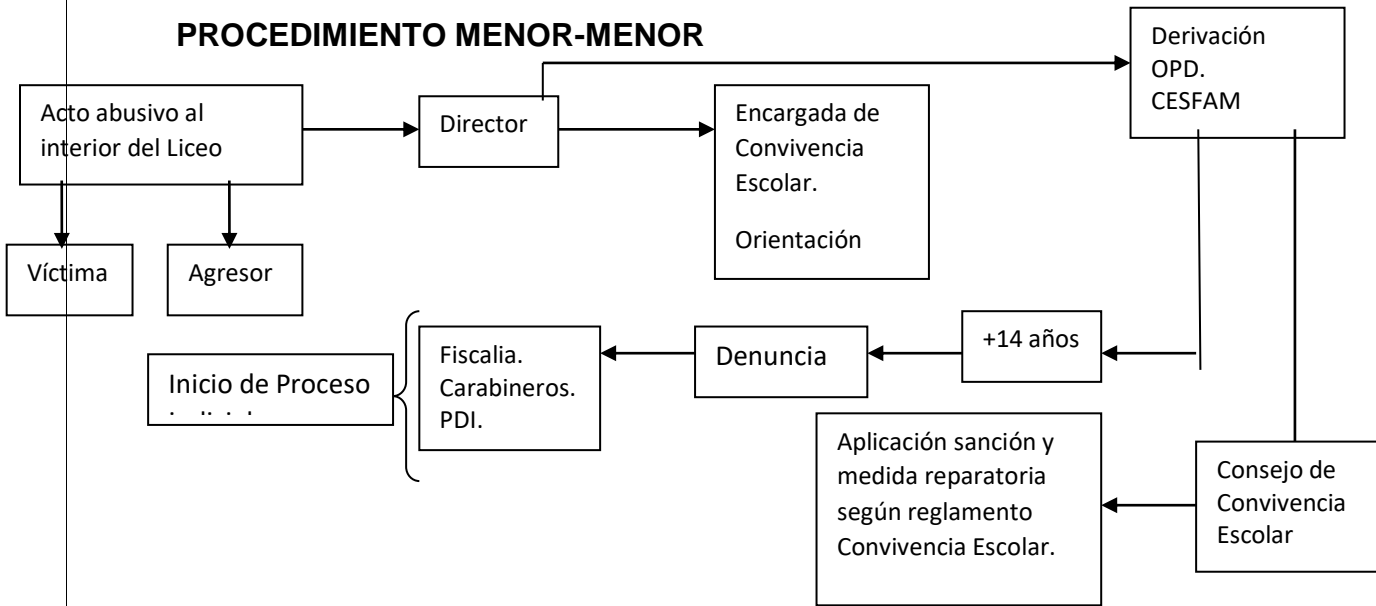 PROCEDIMIENTO MENOR-MENOR
Derivación
OPD.
CESFAM
Acto abusivo al
interior del Liceo
Director
Encargada de
Convivencia
Escolar.
Orientación
Víctima
Agresor
+14 años
Denuncia
Fiscalia.
Carabineros.
PDI.
Inicio de Proceso
Aplicación sanción y
medida reparatoria
según reglamento
Convivencia Escolar.
Consejo de
Convivencia
Escolar